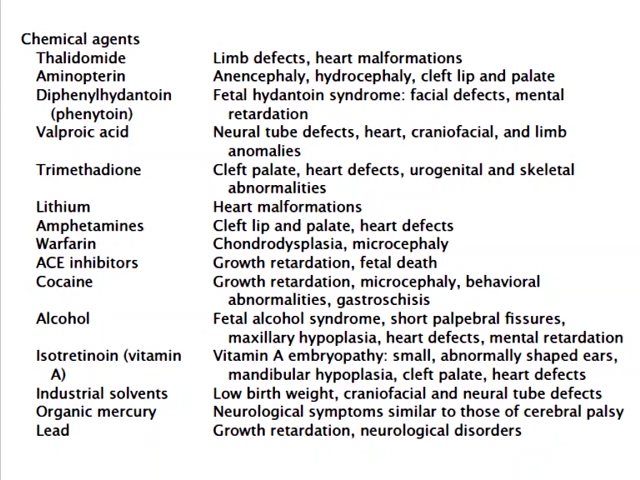 Chemical agents
Thalidomide Limb defects, heart malformations
Aminopterin Anencephaly, hydrocephaly, cleft lip and palate
Diphenylhydantoin Fetal hydantoin syndrome: facial defects, mental
(phenytoin) retardation
Valproic acid Neural tube defects, heart, craniofacial, and limb
anomalies
Trimethadione Cleft palate, heart defects, urogenital and skeletal
abnormalities
Lithium Heart malformations
Amphetamines Cleft lip and palate, heart defects
Warfarin Chondrodysplasia, microcephaly
ACE inhibitors Growth retardation, fetal death
Cocaine Growth retardation, microcephaly, behavioral
abnormalities, gastroschisis
Alcohol Fetal alcohol syndrome, short palpebral fissures,
maxillary hypoplasia, heart defects, mental retardation
Isotretinoin (vitamin Vitamin A embryopathy: small, abnormally shaped ears,
A) mandibular hypoplasia, cleft palate, heart defects
Industrial solvents Low birth weight, craniofacial and neural tube defects
Organic mercury Neurological symptoms similar to those of cerebral palsy
Lead Growth retardation, neurological disorders